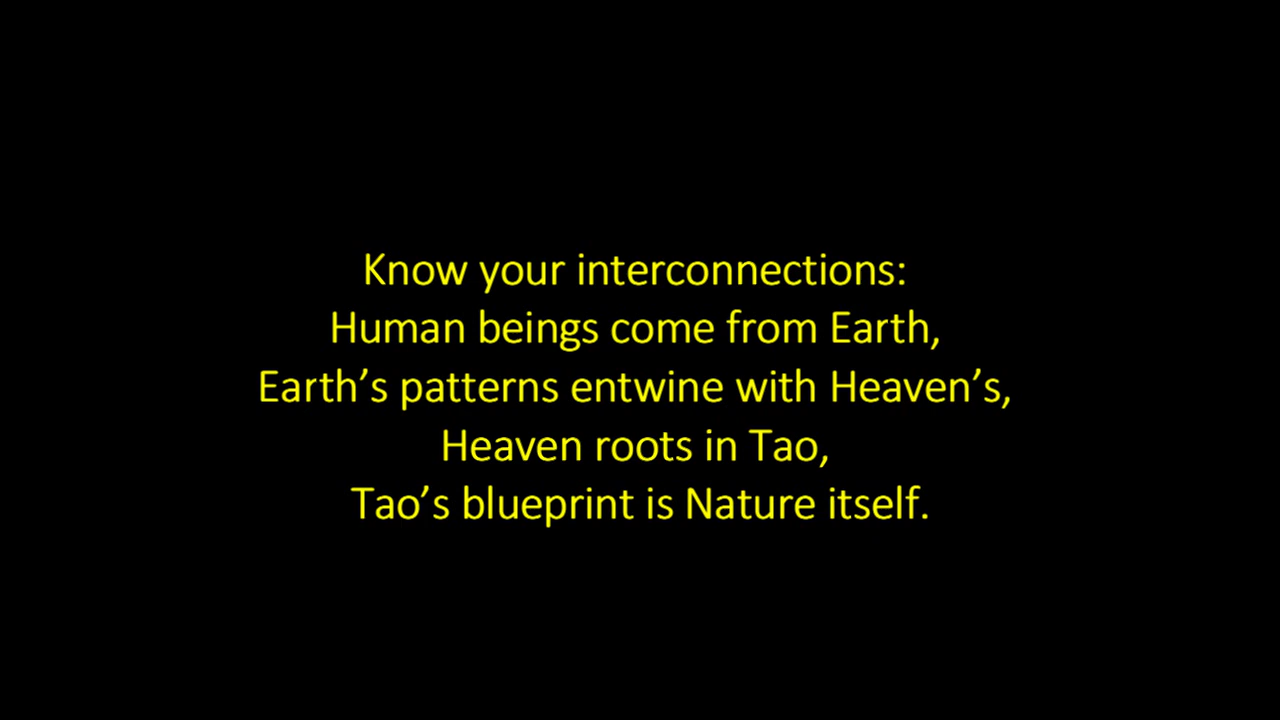 Know your interconnections:
Human beings come from Earth,
Earth’s patterns entwine with Heaven’s,
Heaven roots in Tao,
Tao’s blueprint is Nature itself.